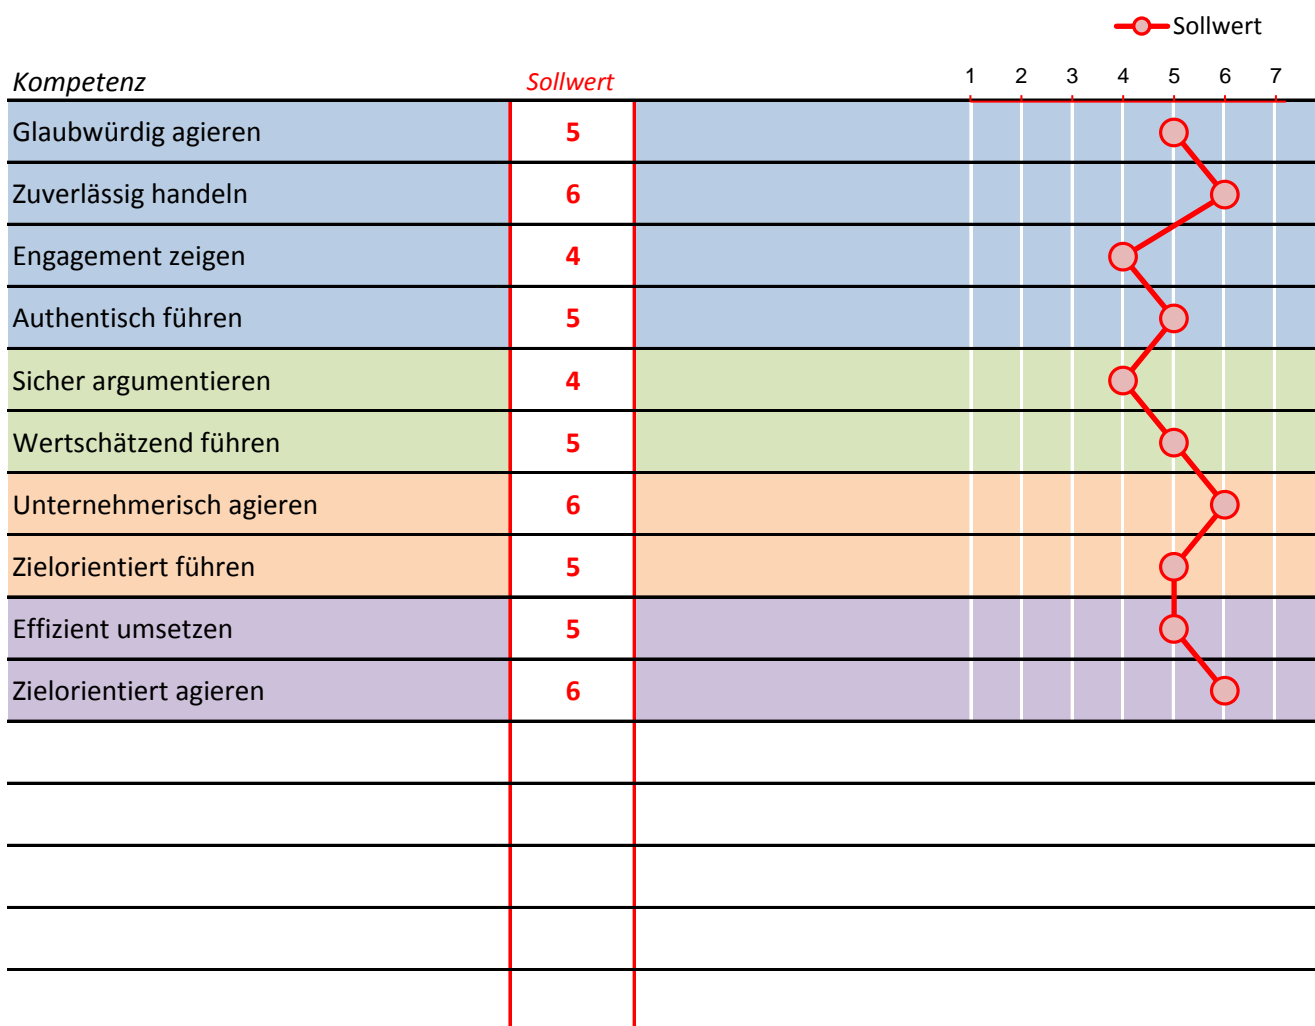 Sollwert
Kompetenz Sollwert 1 2 3 4 5 6 7
Glaubwürdig agieren 5
Zuverlässig handeln 6
Engagement zeigen 4
Authentisch führen 5
Sicher argumentieren 4
Wertschätzend führen 5
Unternehmerisch agieren 6
Zielorientiert führen 5
Effizient umsetzen 5
Zielorientiert agieren 6